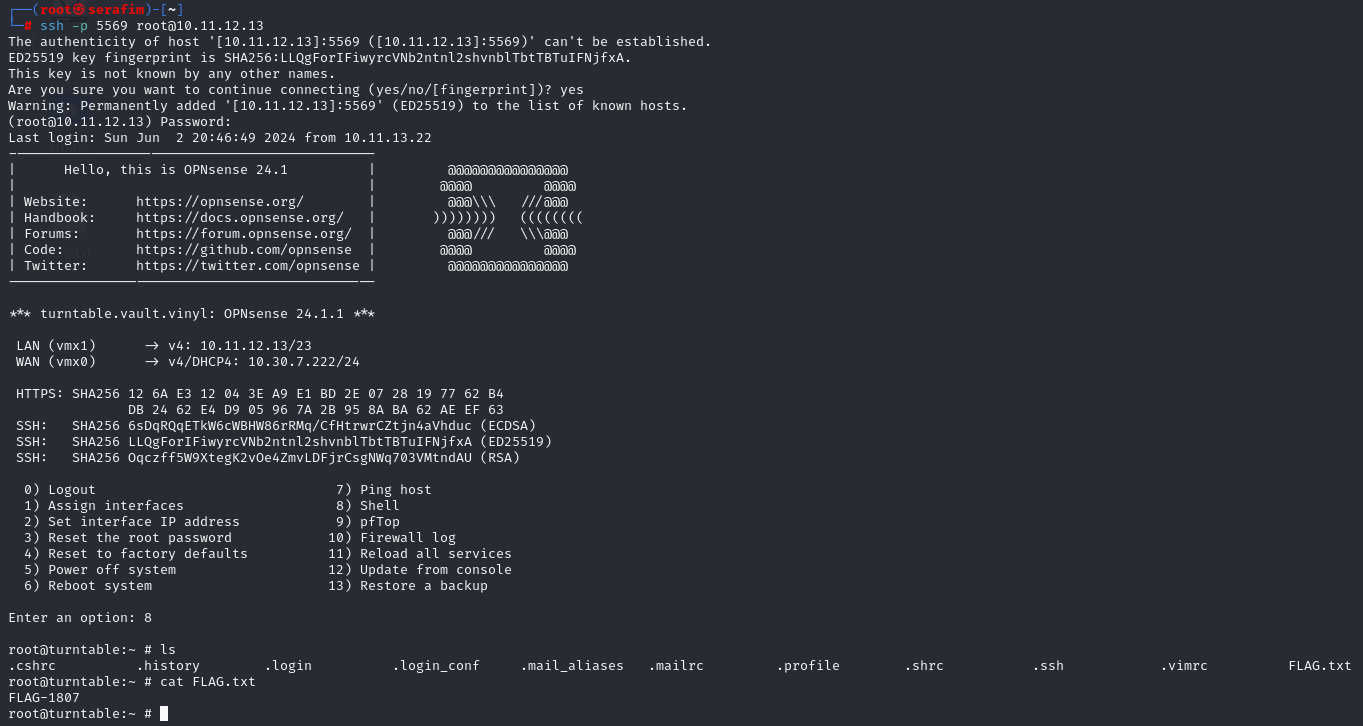 ┌──(root㉿serafim)-[~]
└─# ssh -p 5569 root@10.11.12.13
The authenticity of host '[10.11.12.13]:5569 ([10.11.12.13]:5569)' can't be established.
ED25519 key fingerprint is SHA256:LLQgForIFiwyrcVNb2ntnl2shvnblTbtTBTuIFNjfxA.
This key is not known by any other names.
Are you sure you want to continue connecting (yes/no/[fingerprint])? yes
Warning: Permanently added '[10.11.12.13]:5569' (ED25519) to the list of known hosts.
(root@10.11.12.13) Password:
Last login: Sun Jun  2 20:46:49 2024 from 10.11.13.22
----------------------------------------------
|      Hello, this is OPNsense 24.1          |         @@@@@@@@@@@@@@@
|                                            |        @@@@         @@@@
| Website:      https://opnsense.org/        |         @@@\\\   ///@@@
| Handbook:     https://docs.opnsense.org/   |       ))))))))   ((((((((
| Forums:       https://forum.opnsense.org/  |         @@@///   \\\@@@
| Code:         https://github.com/opnsense  |        @@@@         @@@@
| Twitter:      https://twitter.com/opnsense |         @@@@@@@@@@@@@@@
----------------------------------------------
*** turntable.vault.vinyl: OPNsense 24.1.1 ***
 LAN (vmx1)      -> v4: 10.11.12.13/23
 WAN (vmx0)      -> v4/DHCP4: 10.30.7.222/24
 HTTPS: SHA256 12 6A E3 12 04 3E A9 E1 BD 2E 07 28 19 77 62 B4
               DB 24 62 E4 D9 05 96 7A 2B 95 8A BA 62 AE EF 63
 SSH:   SHA256 6sDqRQqETkW6cWBHW86rRMq/CfHtrwrCZtjn4aVhduc (ECDSA)
 SSH:   SHA256 LLQgForIFiwyrcVNb2ntnl2shvnblTbtTBTuIFNjfxA (ED25519)
 SSH:   SHA256 Oqczff5W9XtegK2vOe4ZmvLDFjrCsgNWq703VMtndAU (RSA)
  0) Logout                              7) Ping host
  1) Assign interfaces                   8) Shell
  2) Set interface IP address            9) pfTop
  3) Reset the root password            10) Firewall log
  4) Reset to factory defaults          11) Reload all services
  5) Power off system                   12) Update from console
  6) Reboot system                      13) Restore a backup
Enter an option: 8
root@turntable:~ # ls
.cshrc          .history        .login          .login_conf     .mail_aliases   .mailrc         .profile        .shrc           .ssh            .vimrc          FLAG.txt
root@turntable:~ # cat FLAG.txt
FLAG-1807
root@turntable:~ #